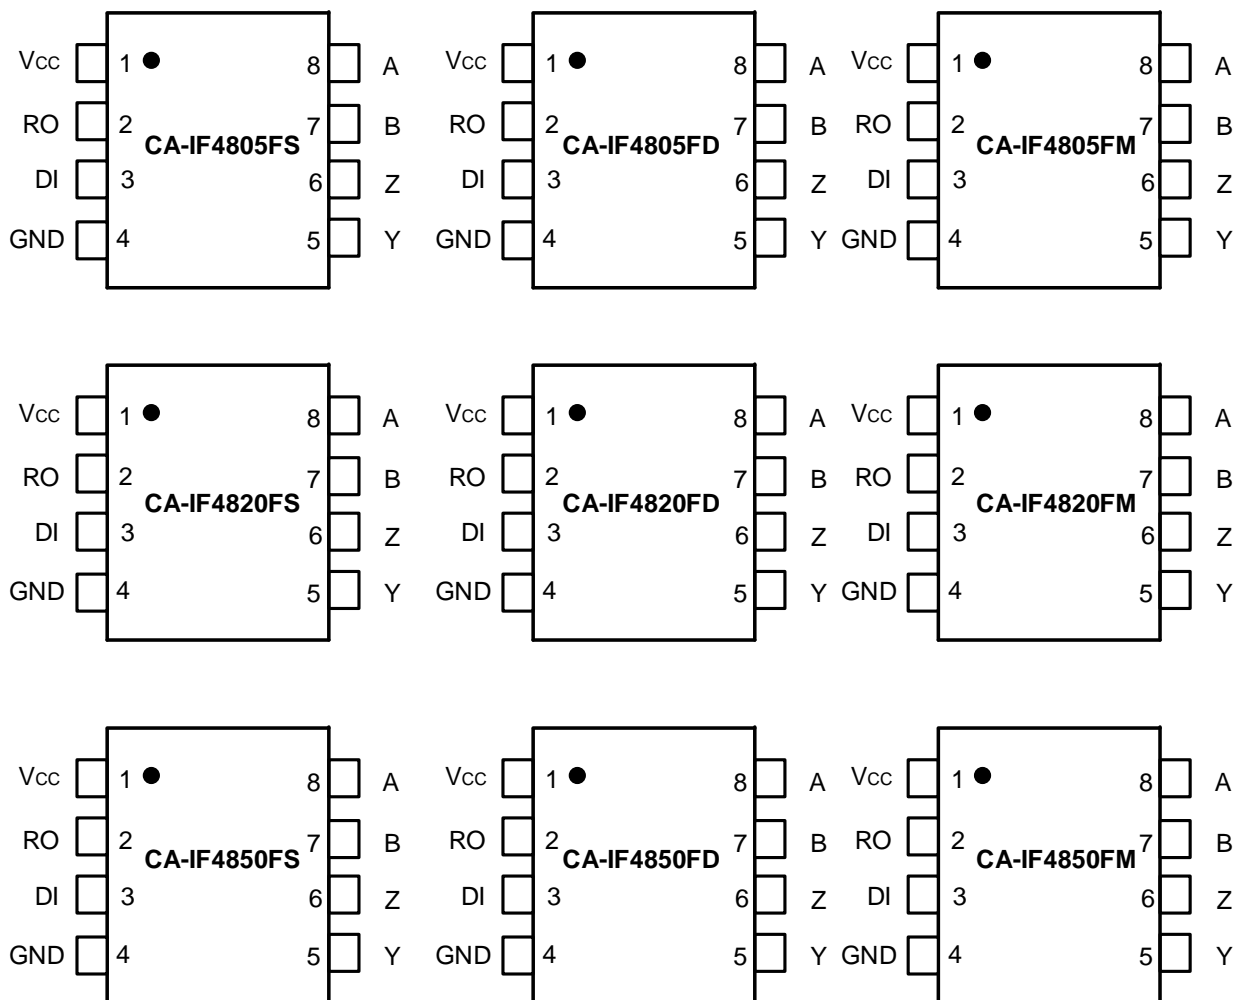 Vcc 1 8 A Vcc 1 8 A Vcc 1 8 A
RO 2 7 B RO 2 7 B RO 2 7 B
CA-IF4805FS CA-IF4805FD CA-IF4805FM
DI 3 6 Z DI 3 6 Z DI 3 6 Z
GND 4 5 Y GND 4 5 Y GND 4 5 Y
Vcc 1 8 A Vcc 1 8 A Vcc 1 8 A
RO 2 7 B RO 2 7 B RO 2 7 B
CA-IF4820FS CA-IF4820FD CA-IF4820FM
DI 3 6 Z DI 3 6 Z DI 3 6 Z
GND 4 5 Y GND 4 5 Y GND 4 5 Y
Vcc 1 8 A Vcc 1 8 A Vcc 1 8 A
RO 2 7 B RO 2 7 B RO 2 7 B
CA-IF4850FS CA-IF4850FD CA-IF4850FM
DI 3 6 Z DI 3 6 Z DI 3 6 Z
GND 4 5 Y GND 4 5 Y GND 4 5 Y